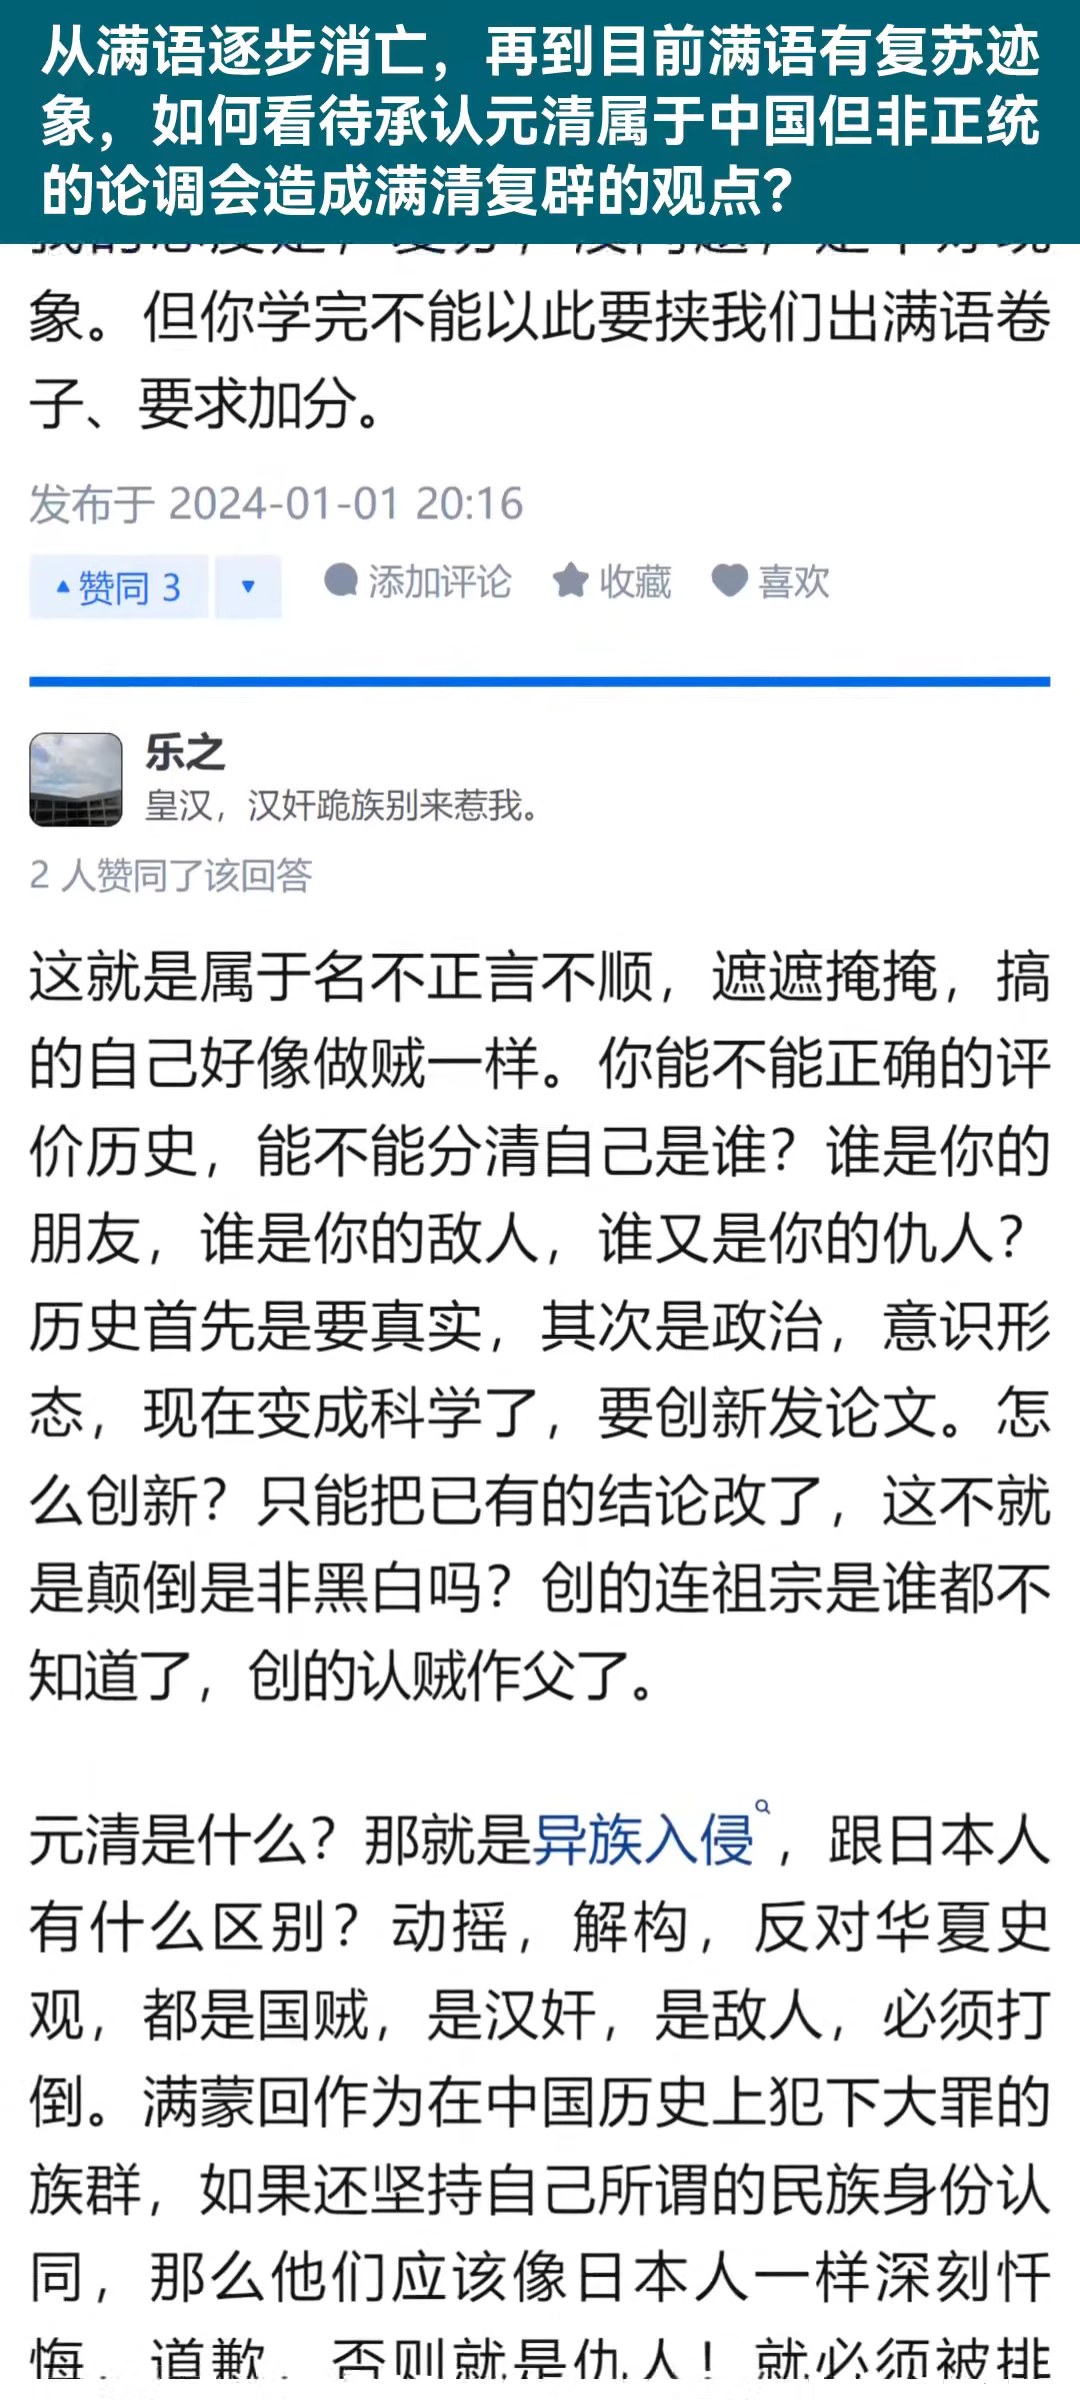 从满语逐步消亡，再到目前满语有复苏迹
象，如何看待承认元清属于中国但非正统
的论调会造成满清复辟的观点？
象。但你学完不能以此要挟我们出满语卷
子、要求加分。
发布于 2024-01-01 20:16
赞同 3
添加评论
收藏
喜欢
乐之
皇汉，汉奸跪族别来惹我。
2 人赞同了该回答
这就是属于名不正言不顺，遮遮掩掩，搞
的自己好像做贼一样。你能不能正确的评
价历史，能不能分清自己是谁？谁是你的
朋友，谁是你的敌人，谁又是你的仇人？
历史首先是要真实，其次是政治，意识形
态，现在变成科学了，要创新发论文。怎
么创新？只能把已有的结论改了，这不就
是颠倒是非黑白吗？创的连祖宗是谁都不
知道了，创的认贼作父了。
元清是什么？那就是异族入侵，跟日本人
有什么区别？动摇，解构，反对华夏史
观，都是国贼，是汉奸，是敌人，必须打
倒。满蒙回作为在中国历史上犯下大罪的
族群，如果还坚持自己所谓的民族身份认
同，那么他们应该像日本人一样深刻忏
悔，道歉，否则就是仇人！就必须被排